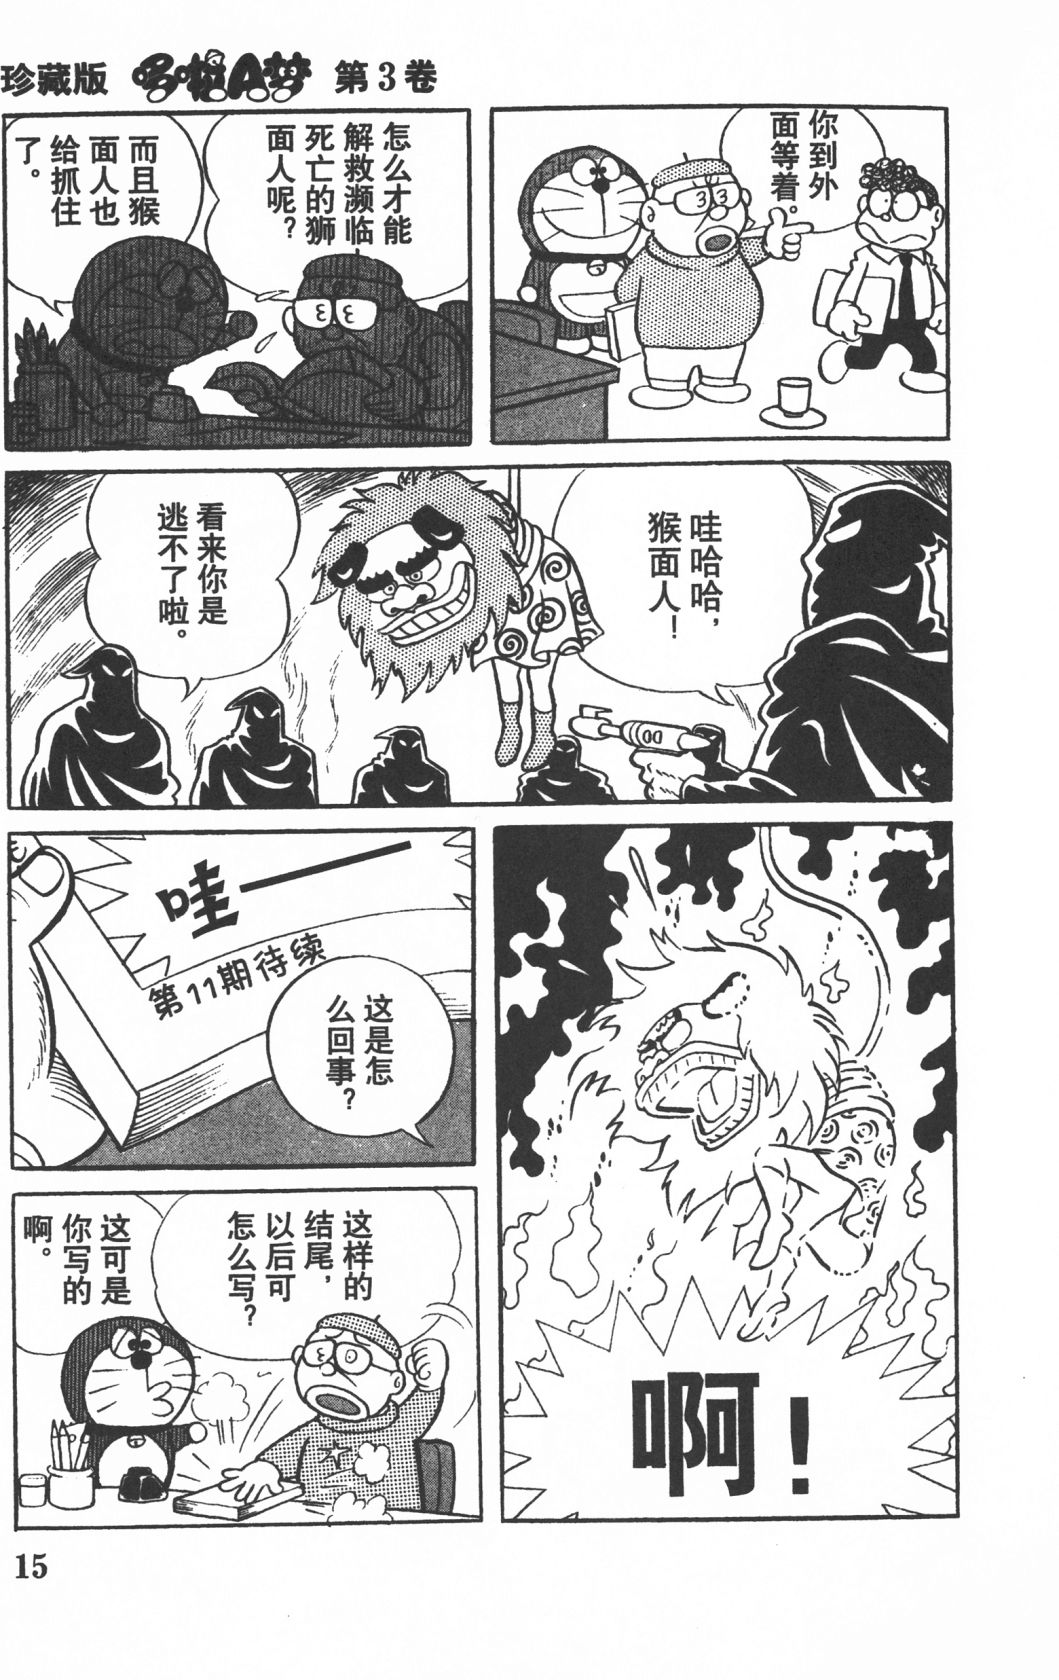 珍藏版 哆啦A梦 第3卷
你到外
面等着。
怎么才能
解救濒临
死亡的狮
面人呢？
而且猴
面人也
给抓住
了。
哇哈哈，
猴面人！
看来你是
逃不了啦。
啊！
哇——
第11期待续
这是怎
么回事？
这样的
结尾，
以后可
怎么写？
这可是
你写的
啊。
15